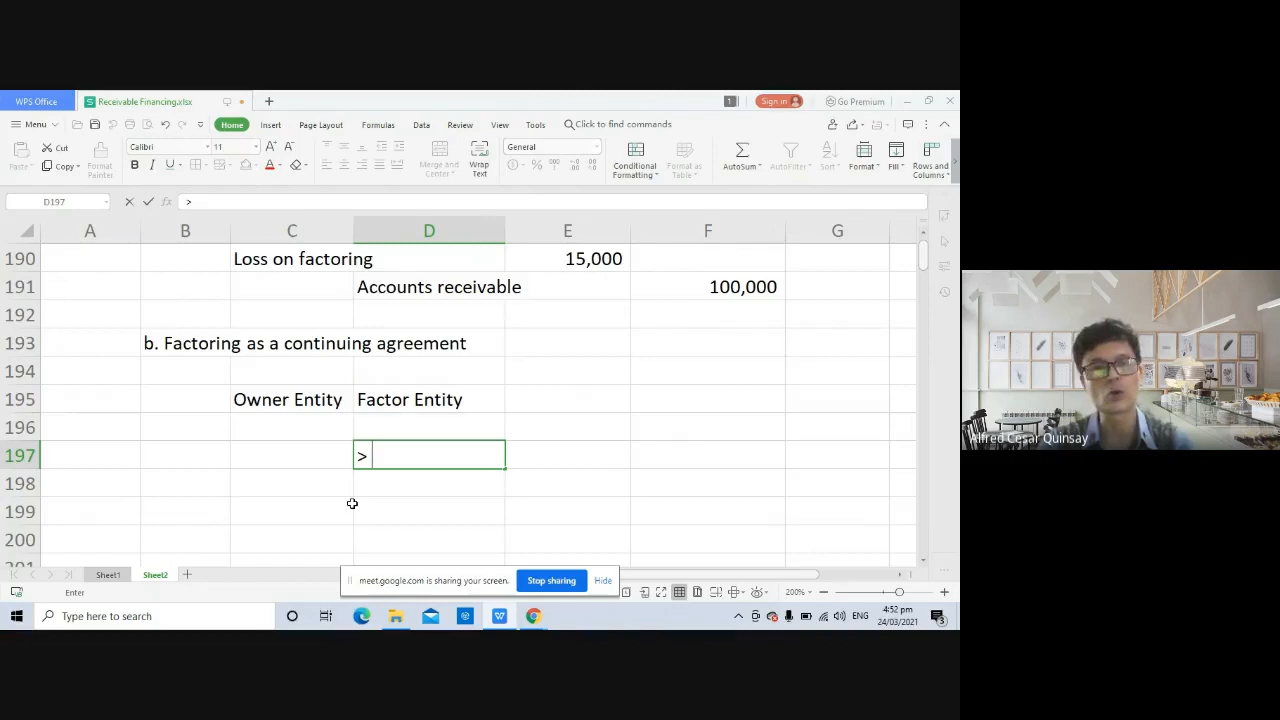 WPS Office
Receivable Financing.xlsx
1
Sign in
Go Premium
Menu
Home
Insert
Page Layout
Formulas
Data
Review
View
Tools
Click to find commands
Paste
Cut
Copy
Format Painter
Calibri
11
B
I
U
A
General
%
Merge and Center
Wrap Text
Conditional Formatting
Format as Table
AutoSum
AutoFilter
Sort
Format
Fill
Rows and Columns
D197
fx
>
A
B
C
D
E
F
G
190
Loss on factoring
15,000
191
Accounts receivable
100,000
192
193
b. Factoring as a continuing agreement
194
195
Owner Entity
Factor Entity
196
197
>
198
199
200
Sheet1
Sheet2
meet.google.com is sharing your screen.
Stop sharing
Hide
Enter
200%
Type here to search
ENG
4:52 pm
24/03/2021
3
Alfred Cesar Quinsay